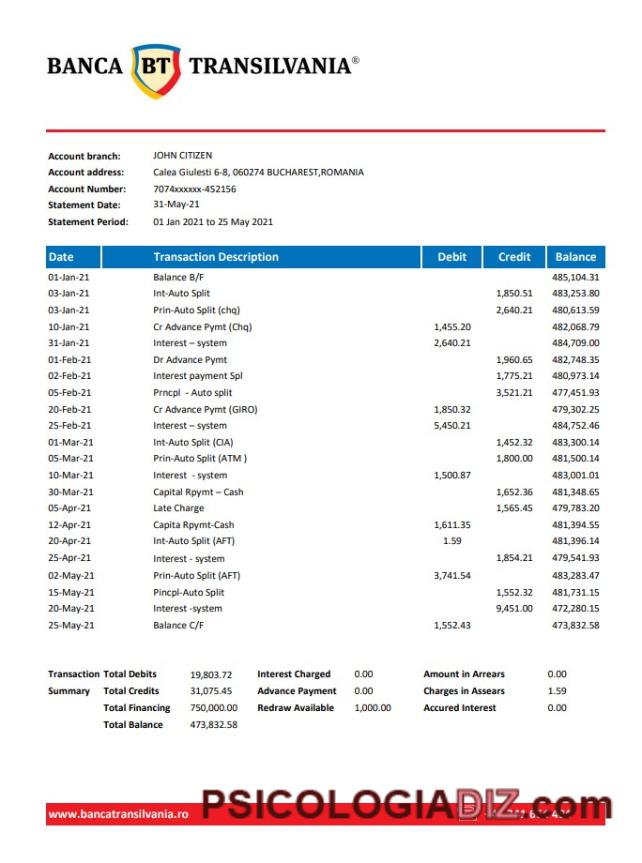 BANCA BT TRANSILVANIA®
Account branch: JOHN CITIZEN
Account address: Calea Giulesti 6-8, 060274 BUCHAREST,ROMANIA
Account Number: 7074xxxxxx-452156
Statement Date: 31-May-21
Statement Period: 01 Jan 2021 to 25 May 2021
Date Transaction Description Debit Credit Balance
01-Jan-21 Balance B/F 485,104.31
03-Jan-21 Int-Auto Split 1,850.51 483,253.80
03-Jan-21 Prin-Auto Split (chq) 2,640.21 480,613.59
10-Jan-21 Cr Advance Pymt (Chq) 1,455.20 482,068.79
31-Jan-21 Interest – system 2,640.21 484,709.00
01-Feb-21 Dr Advance Pymt 1,960.65 482,748.35
02-Feb-21 Interest payment Spl 1,775.21 480,973.14
05-Feb-21 Prncpl - Auto split 3,521.21 477,451.93
20-Feb-21 Cr Advance Pymt (GIRO) 1,850.32 479,302.25
25-Feb-21 Interest – system 5,450.21 484,752.46
01-Mar-21 Int-Auto Split (CIA) 1,452.32 483,300.14
05-Mar-21 Prin-Auto Split (ATM ) 1,800.00 481,500.14
10-Mar-21 Interest - system 1,500.87 483,001.01
30-Mar-21 Capital Rpymt – Cash 1,652.36 481,348.65
05-Apr-21 Late Charge 1,565.45 479,783.20
12-Apr-21 Capita Rpymt-Cash 1,611.35 481,394.55
20-Apr-21 Int-Auto Split (AFT) 1.59 481,396.14
25-Apr-21 Interest - system 1,854.21 479,541.93
02-May-21 Prin-Auto Split (AFT) 3,741.54 483,283.47
15-May-21 Pincpl-Auto Split 1,552.32 481,731.15
20-May-21 Interest -system 9,451.00 472,280.15
25-May-21 Balance C/F 1,552.43 473,832.58
Transaction Total Debits 19,803.72 Interest Charged 0.00 Amount in Arrears 0.00
Summary Total Credits 31,075.45 Advance Payment 0.00 Charges in Assears 1.59
Total Financing 750,000.00 Redraw Available 1,000.00 Accured Interest 0.00
Total Balance 473,832.58
www.bancatransilvania.ro PSICOLOGIADIZ.com